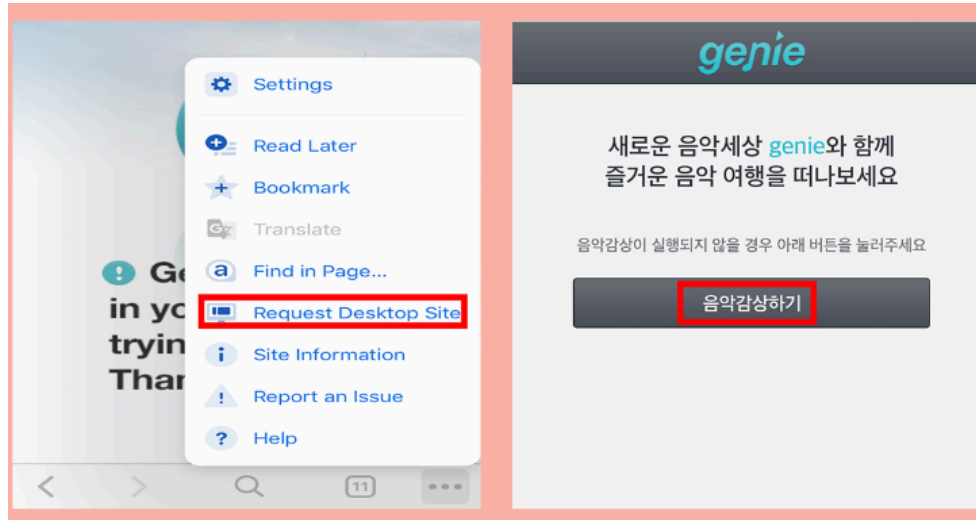 Settings
Read Later
Bookmark
Translate
Find in Page...
Request Desktop Site
Site Information
Report an Issue
Help
in yo
tryin
Than
11
genie
새로운 음악세상 genie와 함께
즐거운 음악 여행을 떠나보세요
음악감상이 실행되지 않을 경우 아래 버튼을 눌러주세요
음악감상하기